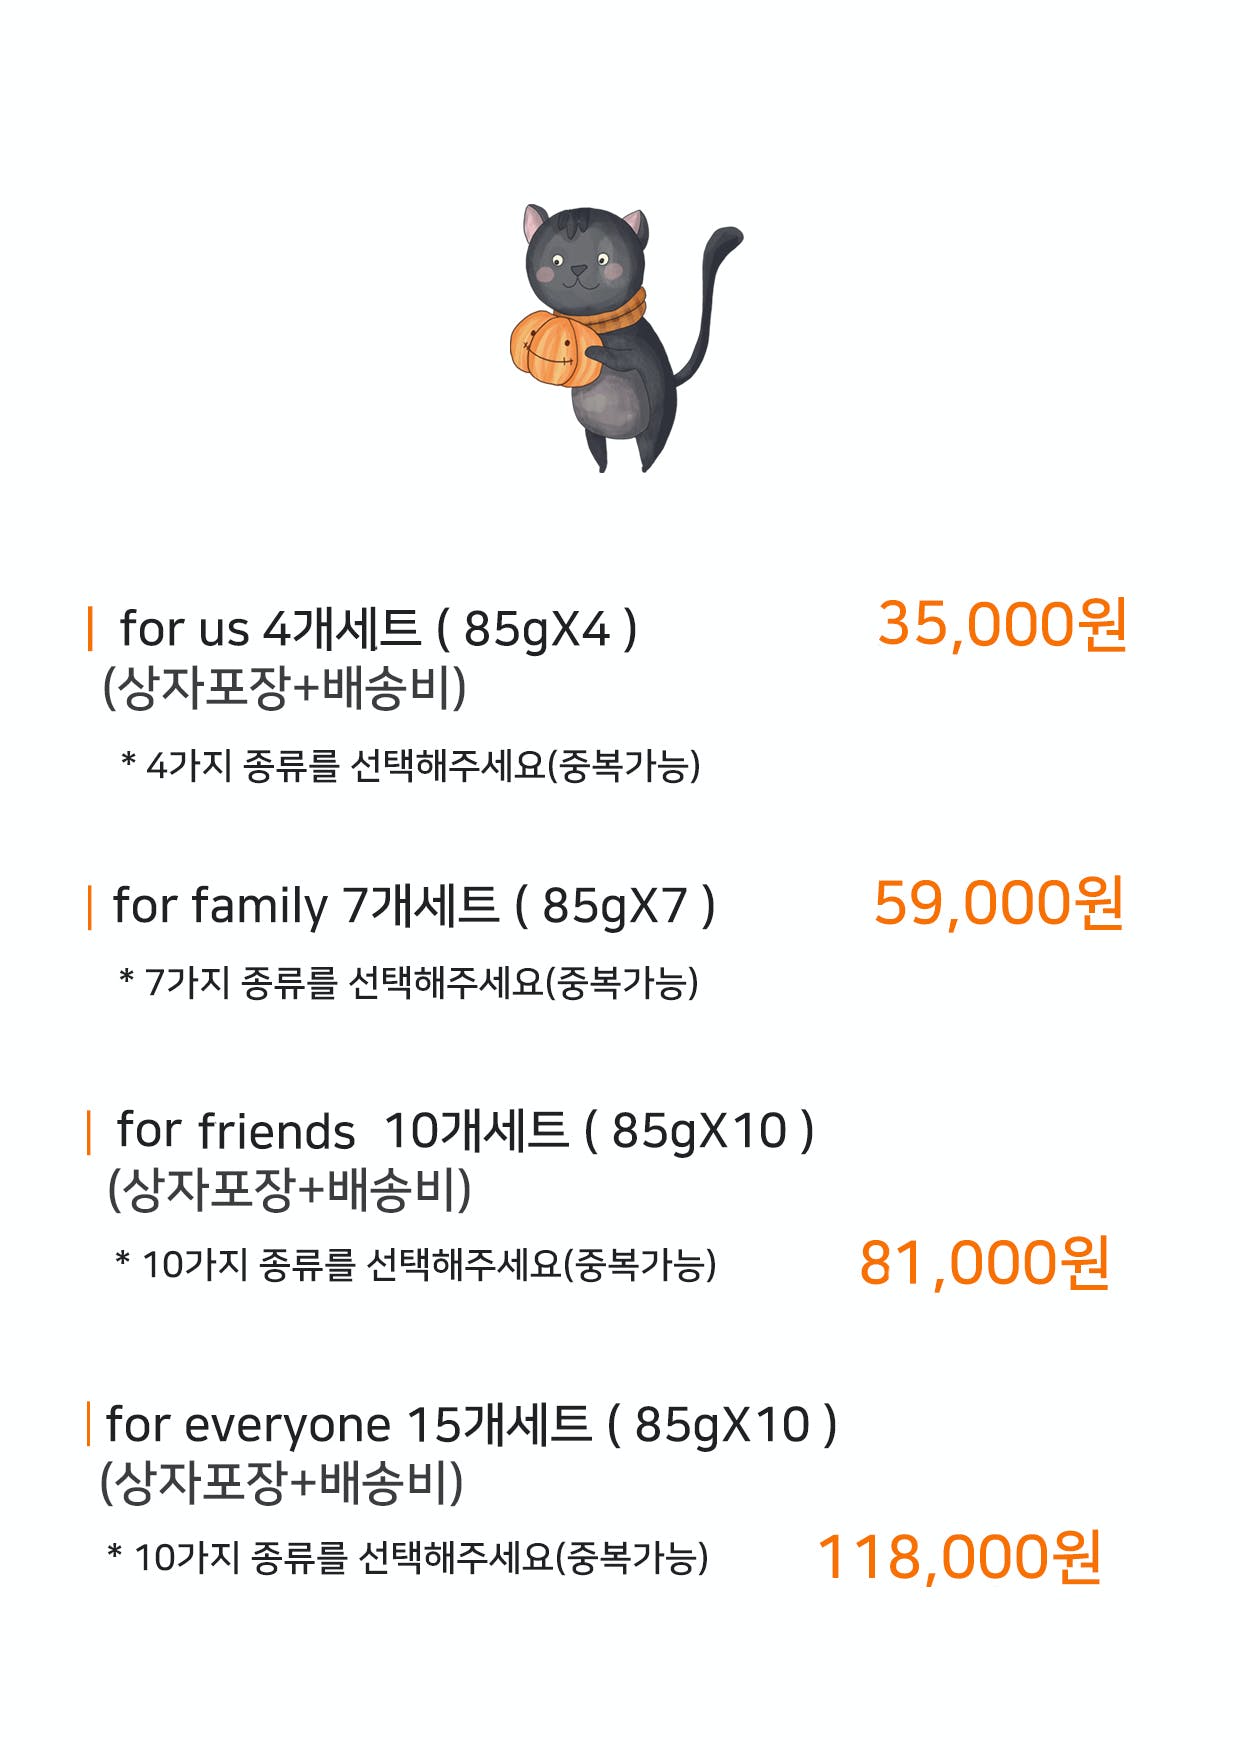 for us 4개세트 ( 85gX4 ) 35,000원
(상자포장+배송비)
* 4가지 종류를 선택해주세요(중복가능)
for family 7개세트 ( 85gX7 ) 59,000원
* 7가지 종류를 선택해주세요(중복가능)
for friends 10개세트 ( 85gX10 )
(상자포장+배송비)
* 10가지 종류를 선택해주세요(중복가능) 81,000원
for everyone 15개세트 ( 85gX10 )
(상자포장+배송비)
* 10가지 종류를 선택해주세요(중복가능) 118,000원